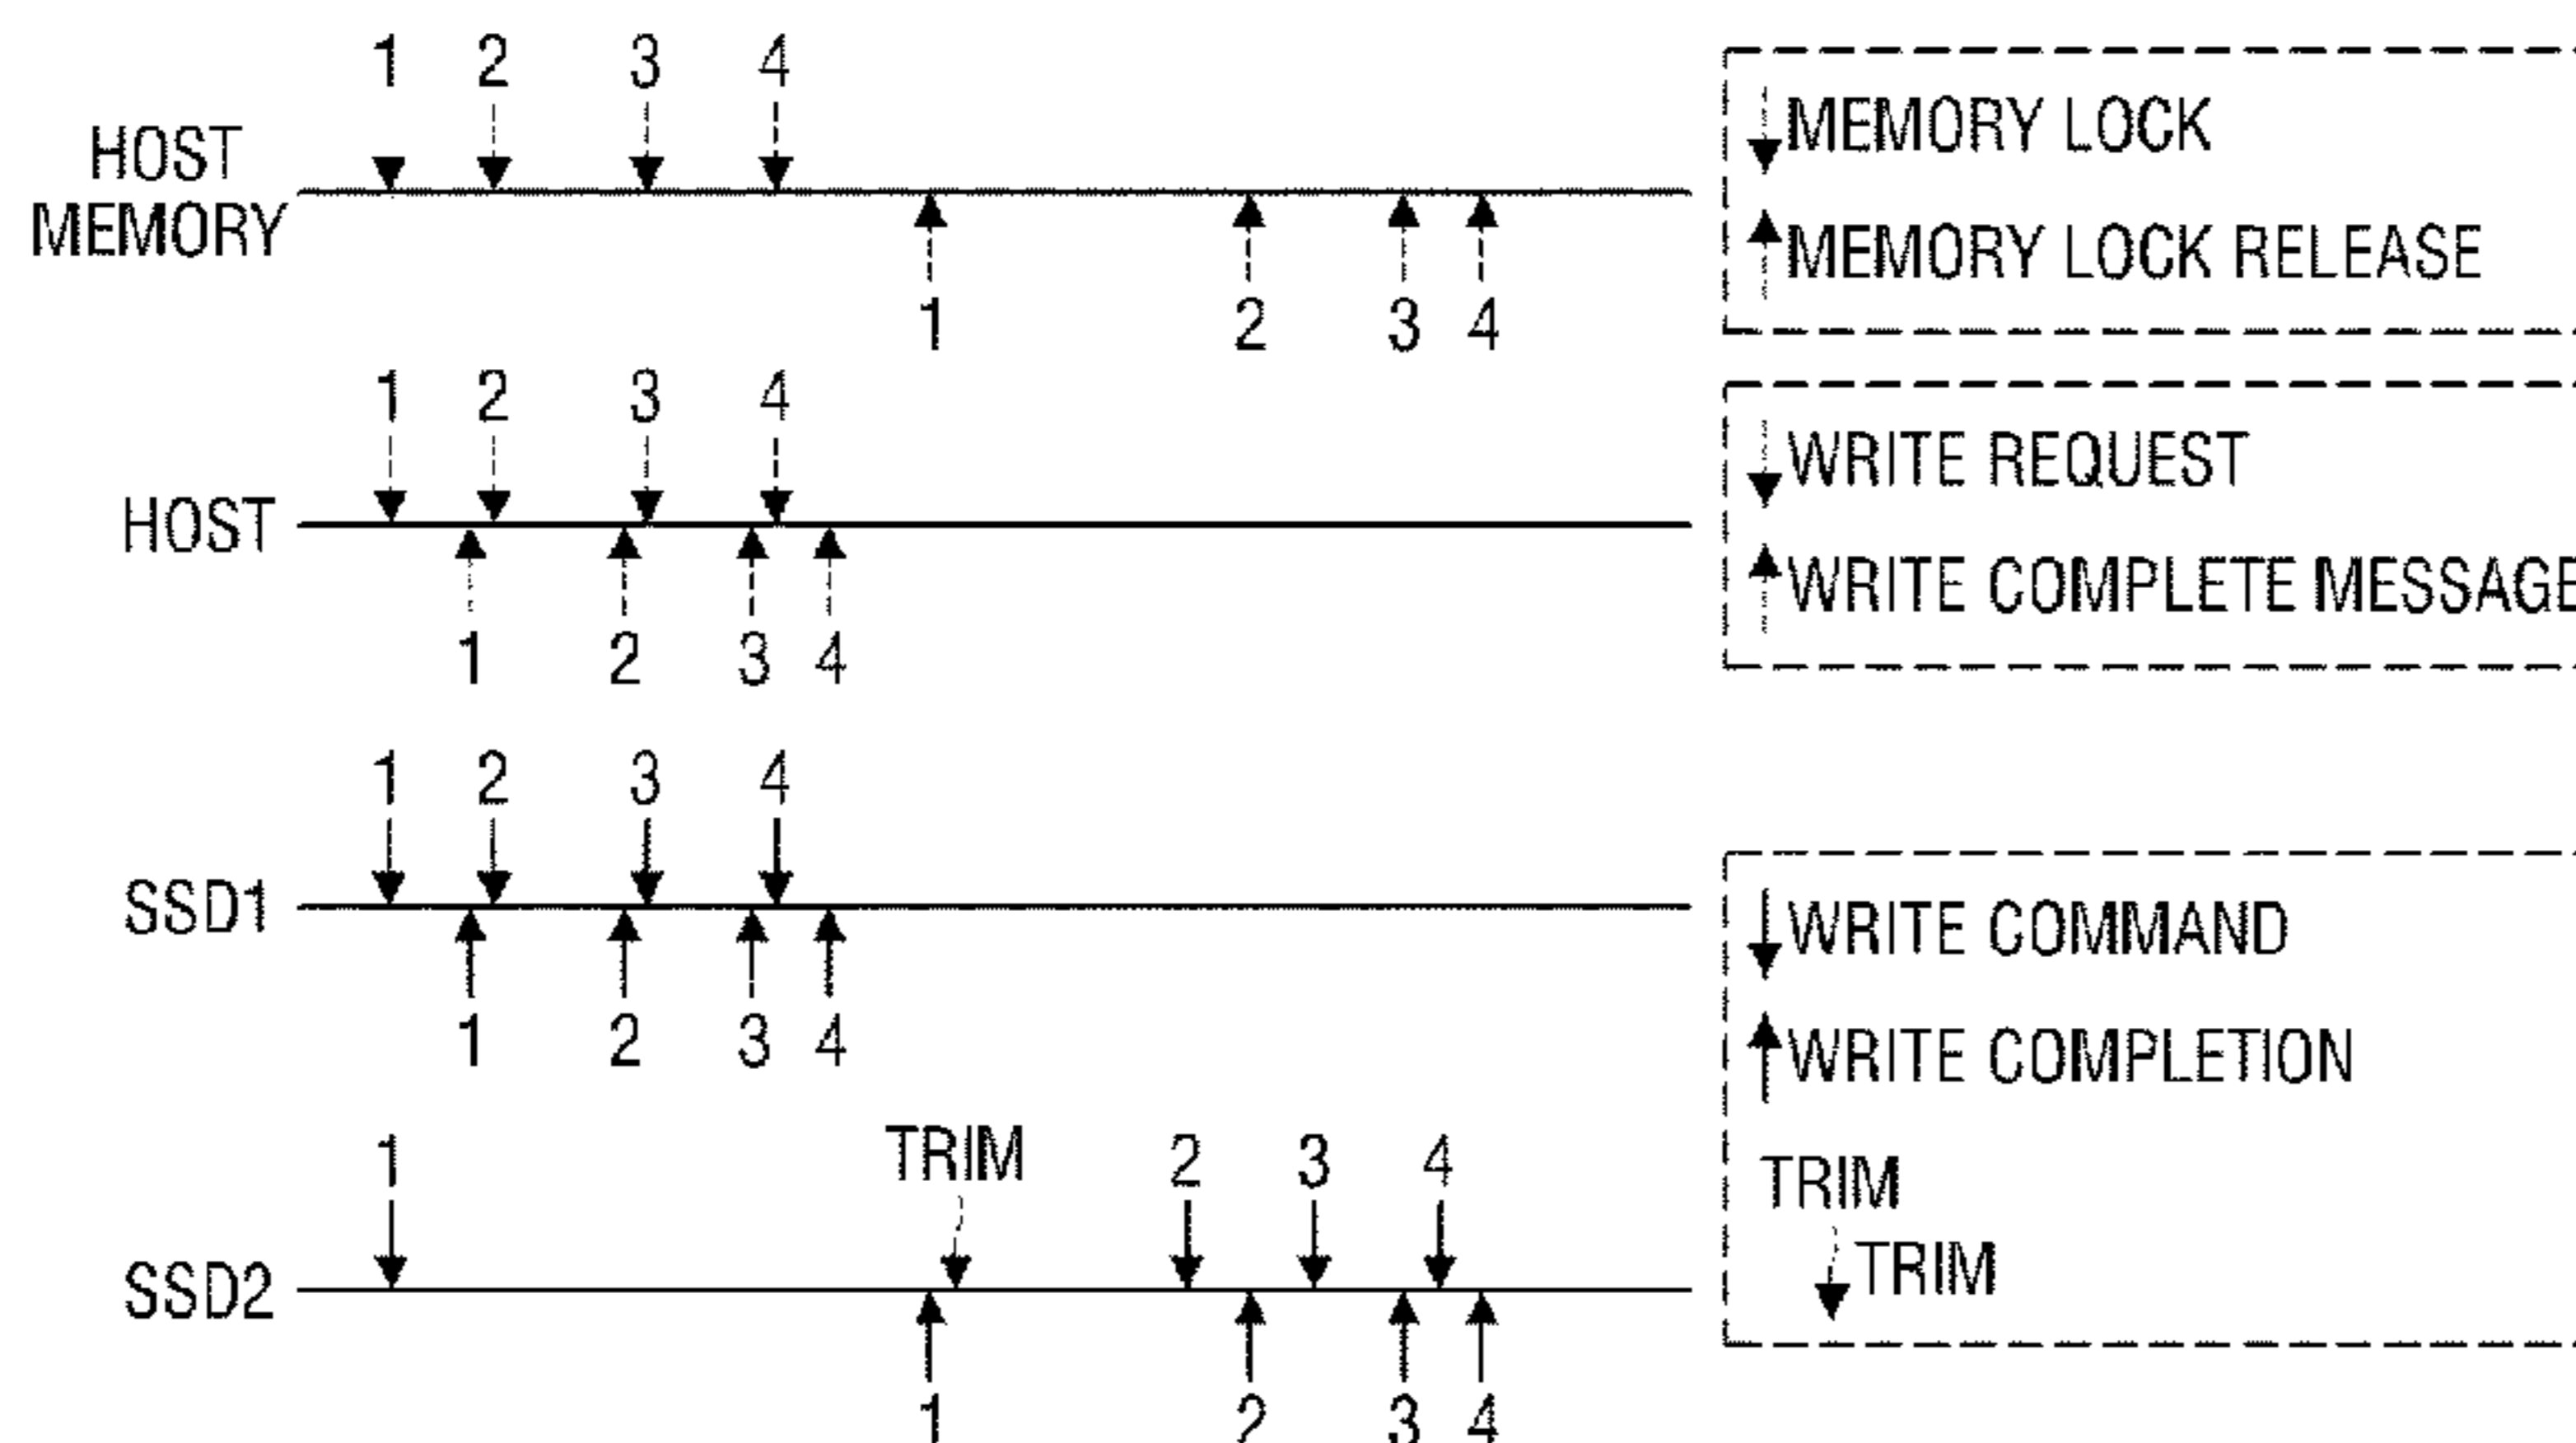 1 2 3 4
HOST
MEMORY
1 2 3 4
MEMORY LOCK
MEMORY LOCK RELEASE
1 2 3 4
HOST
1 2 3 4
WRITE REQUEST
WRITE COMPLETE MESSAGE
1 2 3 4
SSD1
1 2 3 4
1 TRIM 2 3 4
SSD2
1 2 3 4
WRITE COMMAND
WRITE COMPLETION
TRIM
TRIM